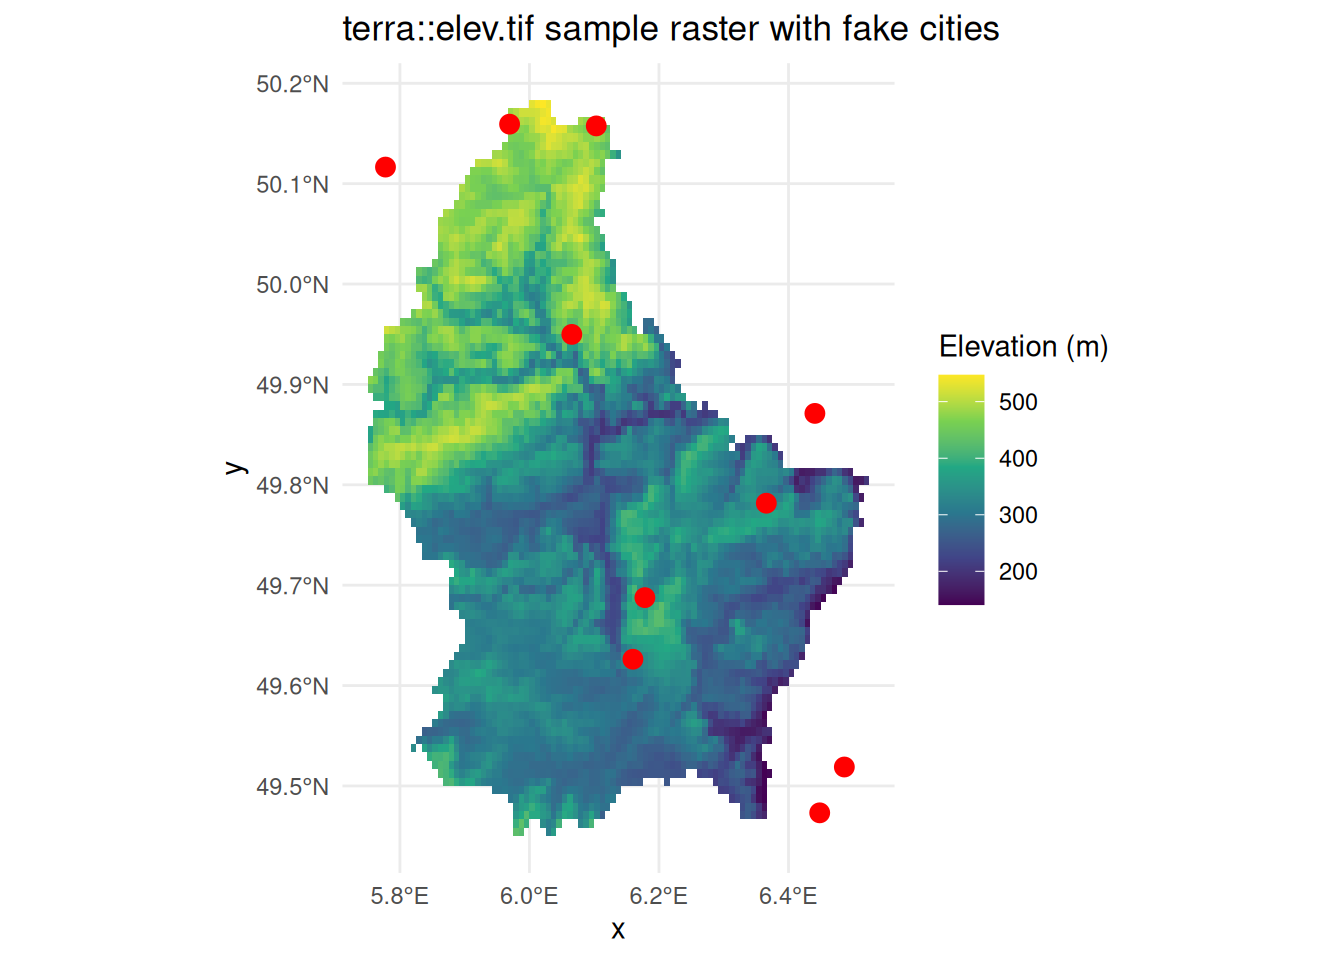 terra::elev.tif sample raster with fake cities
50.2°N
50.1°N
50.0°N
49.9°N
49.8°N
49.7°N
49.6°N
49.5°N
y
5.8°E 6.0°E 6.2°E 6.4°E
x
Elevation (m)
500
400
300
200